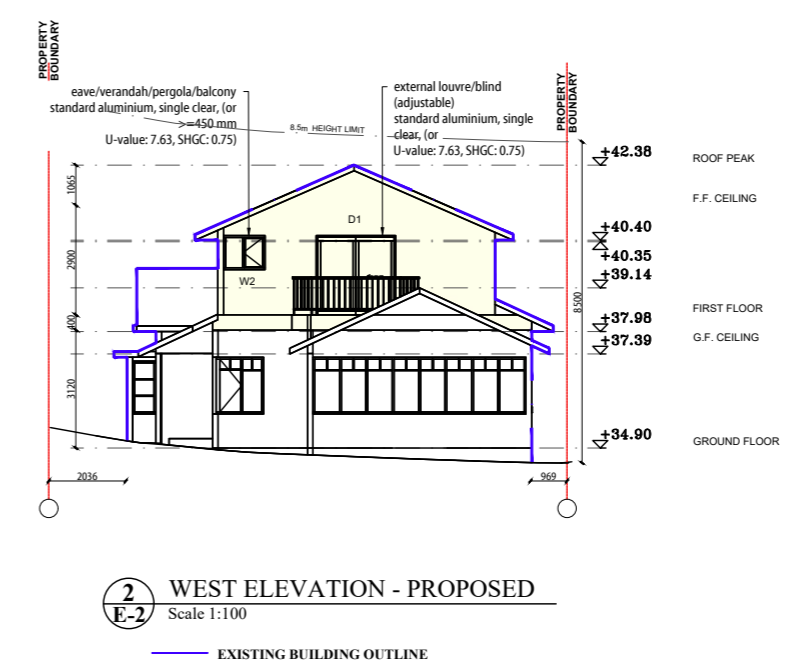 PROPERTY
BOUNDARY
eave/verandah/pergola/balcony
standard aluminium, single clear, (or
>=450 mm
U-value: 7.63, SHGC: 0.75)
external louvre/blind
(adjustable)
standard aluminium, single
clear, (or
U-value: 7.63, SHGC: 0.75)
PROPERTY
BOUNDARY
8.5m HEIGHT LIMIT
+42.38
ROOF PEAK
1065
F.F. CEILING
D1
+40.40
+40.35
2900
W2
+39.14
8500
FIRST FLOOR
400
+37.98
G.F. CEILING
+37.39
3120
+34.90
GROUND FLOOR
2036
969
2
E-2
WEST ELEVATION - PROPOSED
Scale 1:100
EXISTING BUILDING OUTLINE